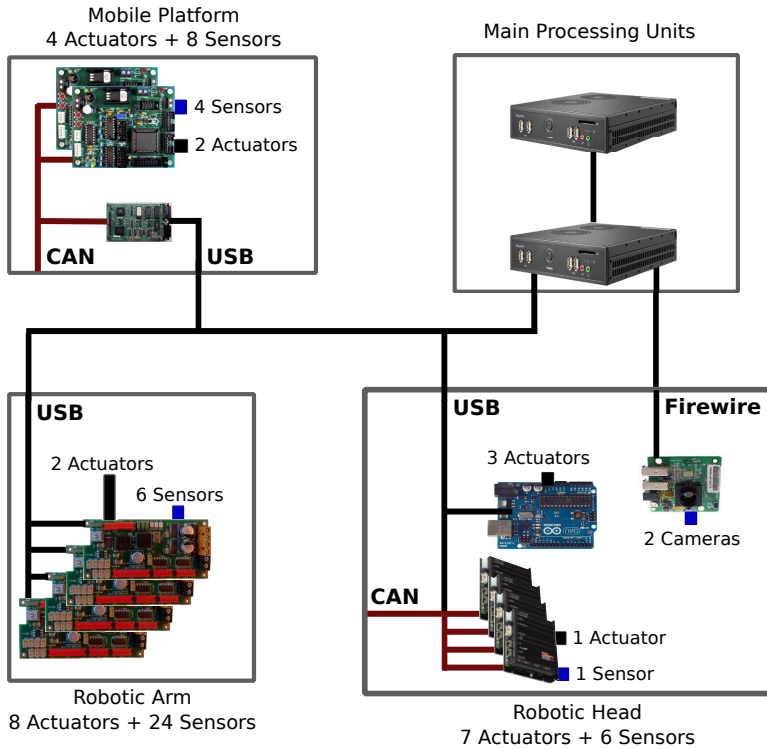 Mobile Platform
4 Actuators + 8 Sensors
4 Sensors
2 Actuators
CAN
USB
Main Processing Units
USB
2 Actuators
6 Sensors
Robotic Arm
8 Actuators + 24 Sensors
USB
Firewire
3 Actuators
2 Cameras
CAN
1 Actuator
1 Sensor
Robotic Head
7 Actuators + 6 Sensors